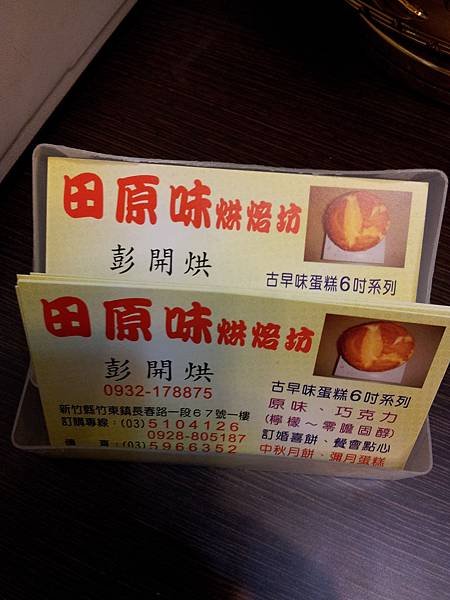 田原味烘焙坊
彭開烘
古早味蛋糕6吋系列
田原味烘焙坊
彭開烘
0932-178875
新竹縣竹東鎮長春路一段67號一樓
訂購專線：(03)5104126
0928-805187
傳真：(03)5966352
古早味蛋糕6吋系列
原味、巧克力
(檸檬～零膽固醇)
訂婚喜餅、餐會點心
中秋月餅、彌月蛋糕